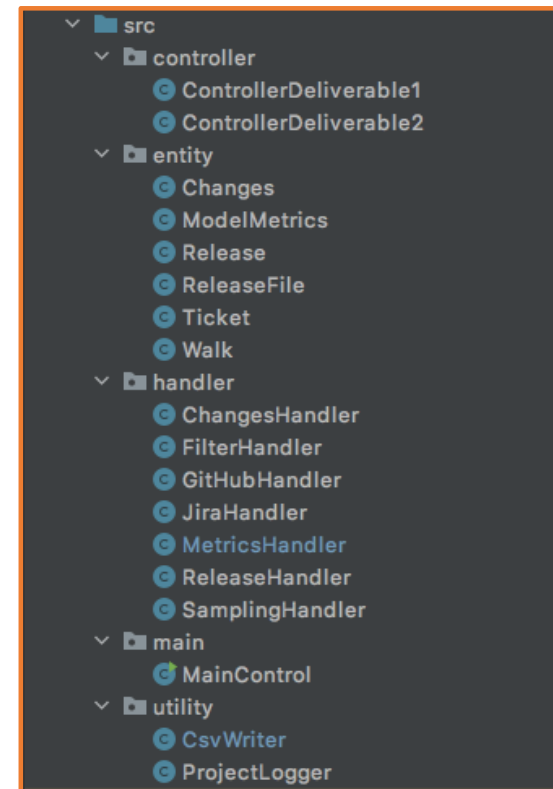 src
controller
ControllerDeliverable1
ControllerDeliverable2
entity
Changes
ModelMetrics
Release
ReleaseFile
Ticket
Walk
handler
ChangesHandler
FilterHandler
GitHubHandler
JiraHandler
MetricsHandler
ReleaseHandler
SamplingHandler
main
MainControl
utility
CsvWriter
ProjectLogger